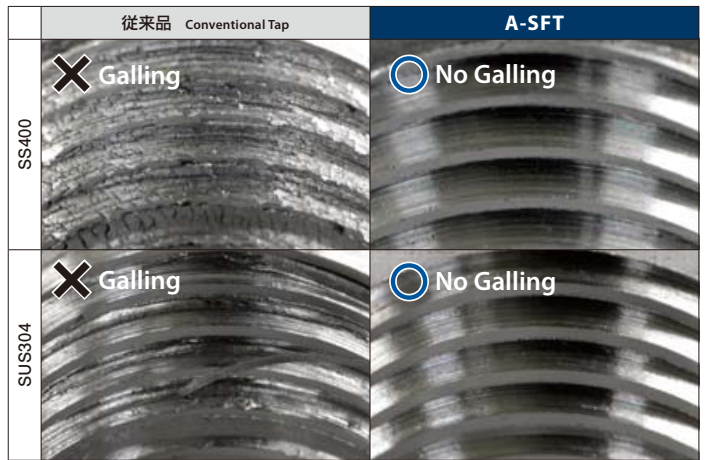 従来品 Conventional Tap
A-SFT
SS400
Galling
No Galling
SUS304
Galling
No Galling